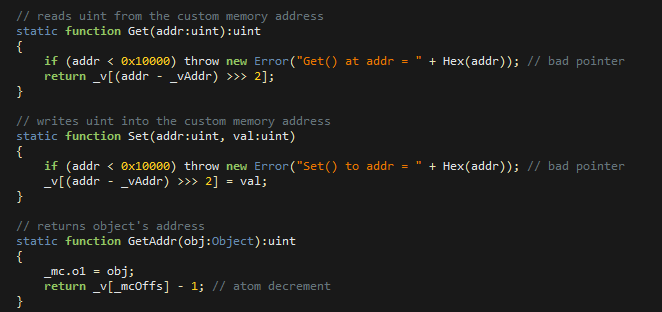 // reads uint from the custom memory address
static function Get(addr:uint):uint
{
    if (addr < 0x10000) throw new Error("Get() at addr = " + Hex(addr)); // bad pointer
    return _v[(addr - _vAddr) >>> 2];
}

// writes uint into the custom memory address
static function Set(addr:uint, val:uint)
{
    if (addr < 0x10000) throw new Error("Set() to addr = " + Hex(addr)); // bad pointer
    _v[(addr - _vAddr) >>> 2] = val;
}

// returns object's address
static function GetAddr(obj:Object):uint
{
    _mc.o1 = obj;
    return _v[_mcOffs] - 1; // atom decrement
}